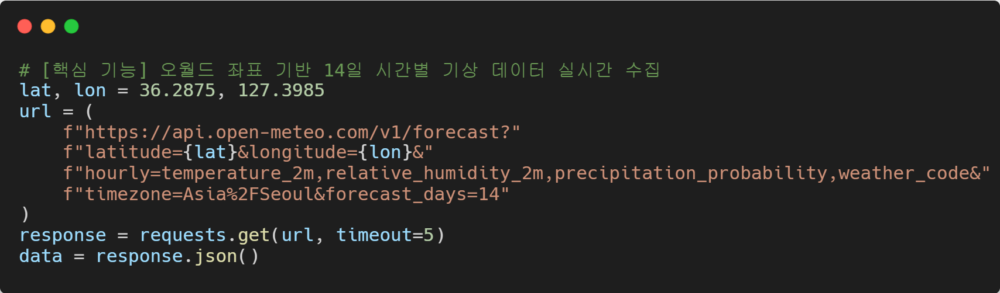 # [핵심 기능] 오월드 좌표 기반 14일 시간별 기상 데이터 실시간 수집
lat, lon = 36.2875, 127.3985
url = (
    f"https://api.open-meteo.com/v1/forecast?"
    f"latitude={lat}&longitude={lon}&"
    f"hourly=temperature_2m,relative_humidity_2m,precipitation_probability,weather_code&"
    f"timezone=Asia%2FSeoul&forecast_days=14"
)
response = requests.get(url, timeout=5)
data = response.json()